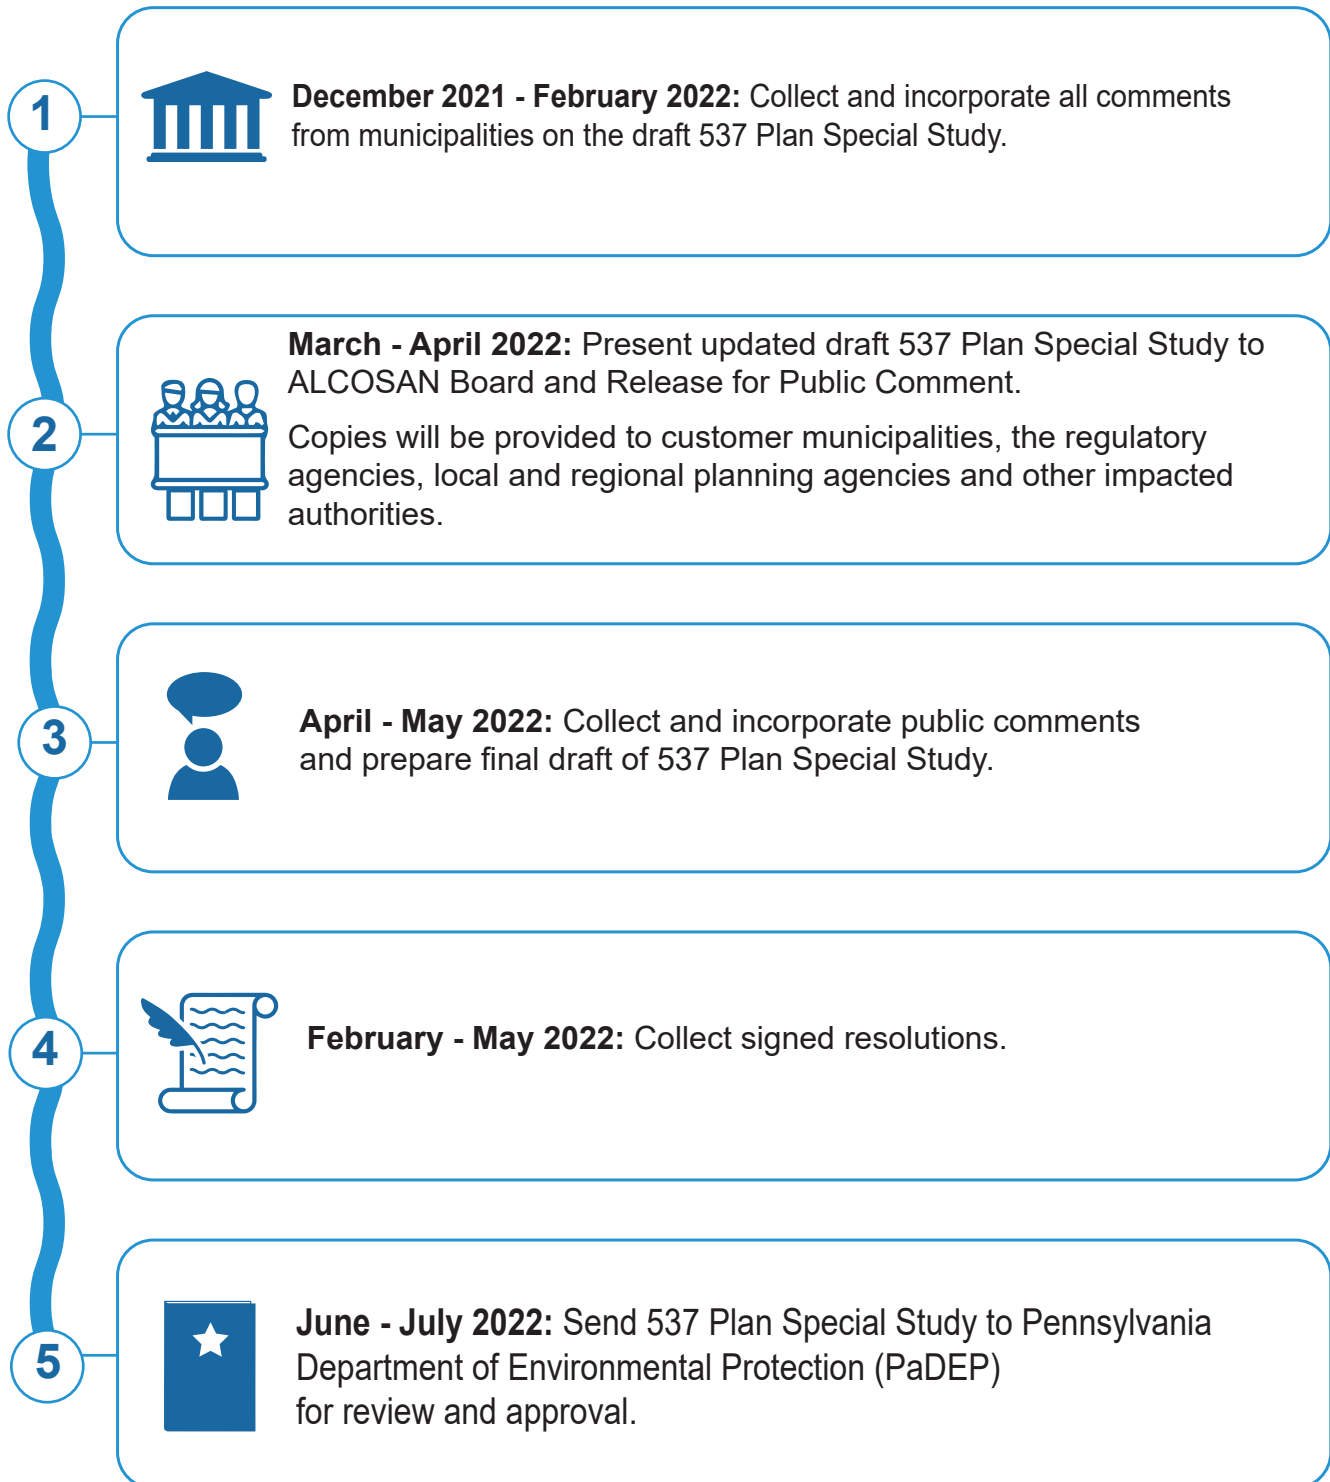 1
December 2021 - February 2022: Collect and incorporate all comments
from municipalities on the draft 537 Plan Special Study.
2
March - April 2022: Present updated draft 537 Plan Special Study to
ALCOSAN Board and Release for Public Comment.
Copies will be provided to customer municipalities, the regulatory
agencies, local and regional planning agencies and other impacted
authorities.
3
April - May 2022: Collect and incorporate public comments
and prepare final draft of 537 Plan Special Study.
4
February - May 2022: Collect signed resolutions.
5
June - July 2022: Send 537 Plan Special Study to Pennsylvania
Department of Environmental Protection (PaDEP)
for review and approval.